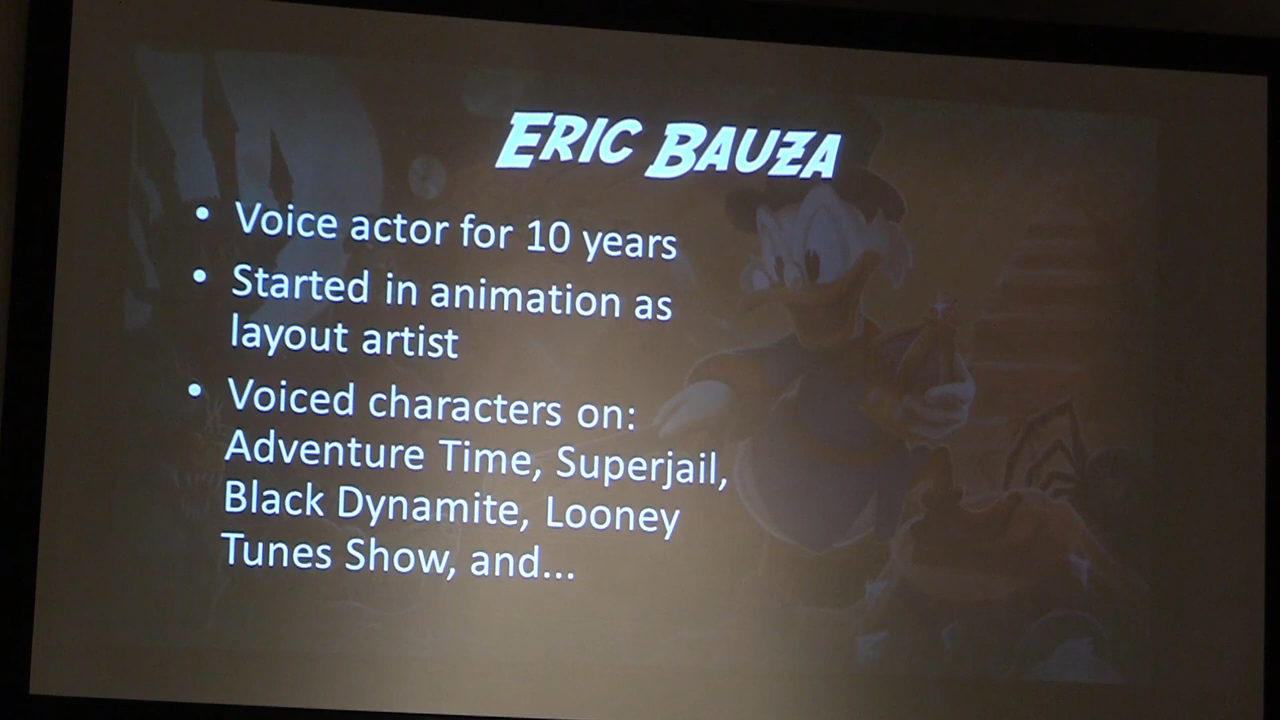 ERIC BAUZA
• Voice actor for 10 years
• Started in animation as
layout artist
• Voiced characters on:
Adventure Time, Superjail,
Black Dynamite, Looney
Tunes Show, and...